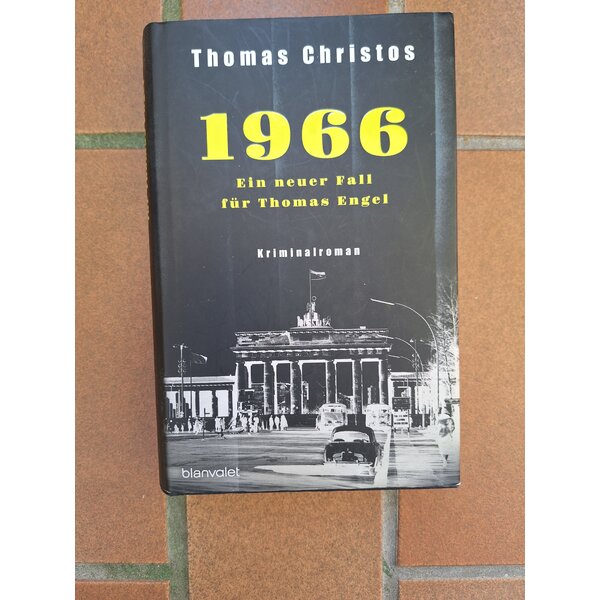 Thomas Christos
1966
Ein neuer Fall
für Thomas Engel
Kriminalroman
blanvalet